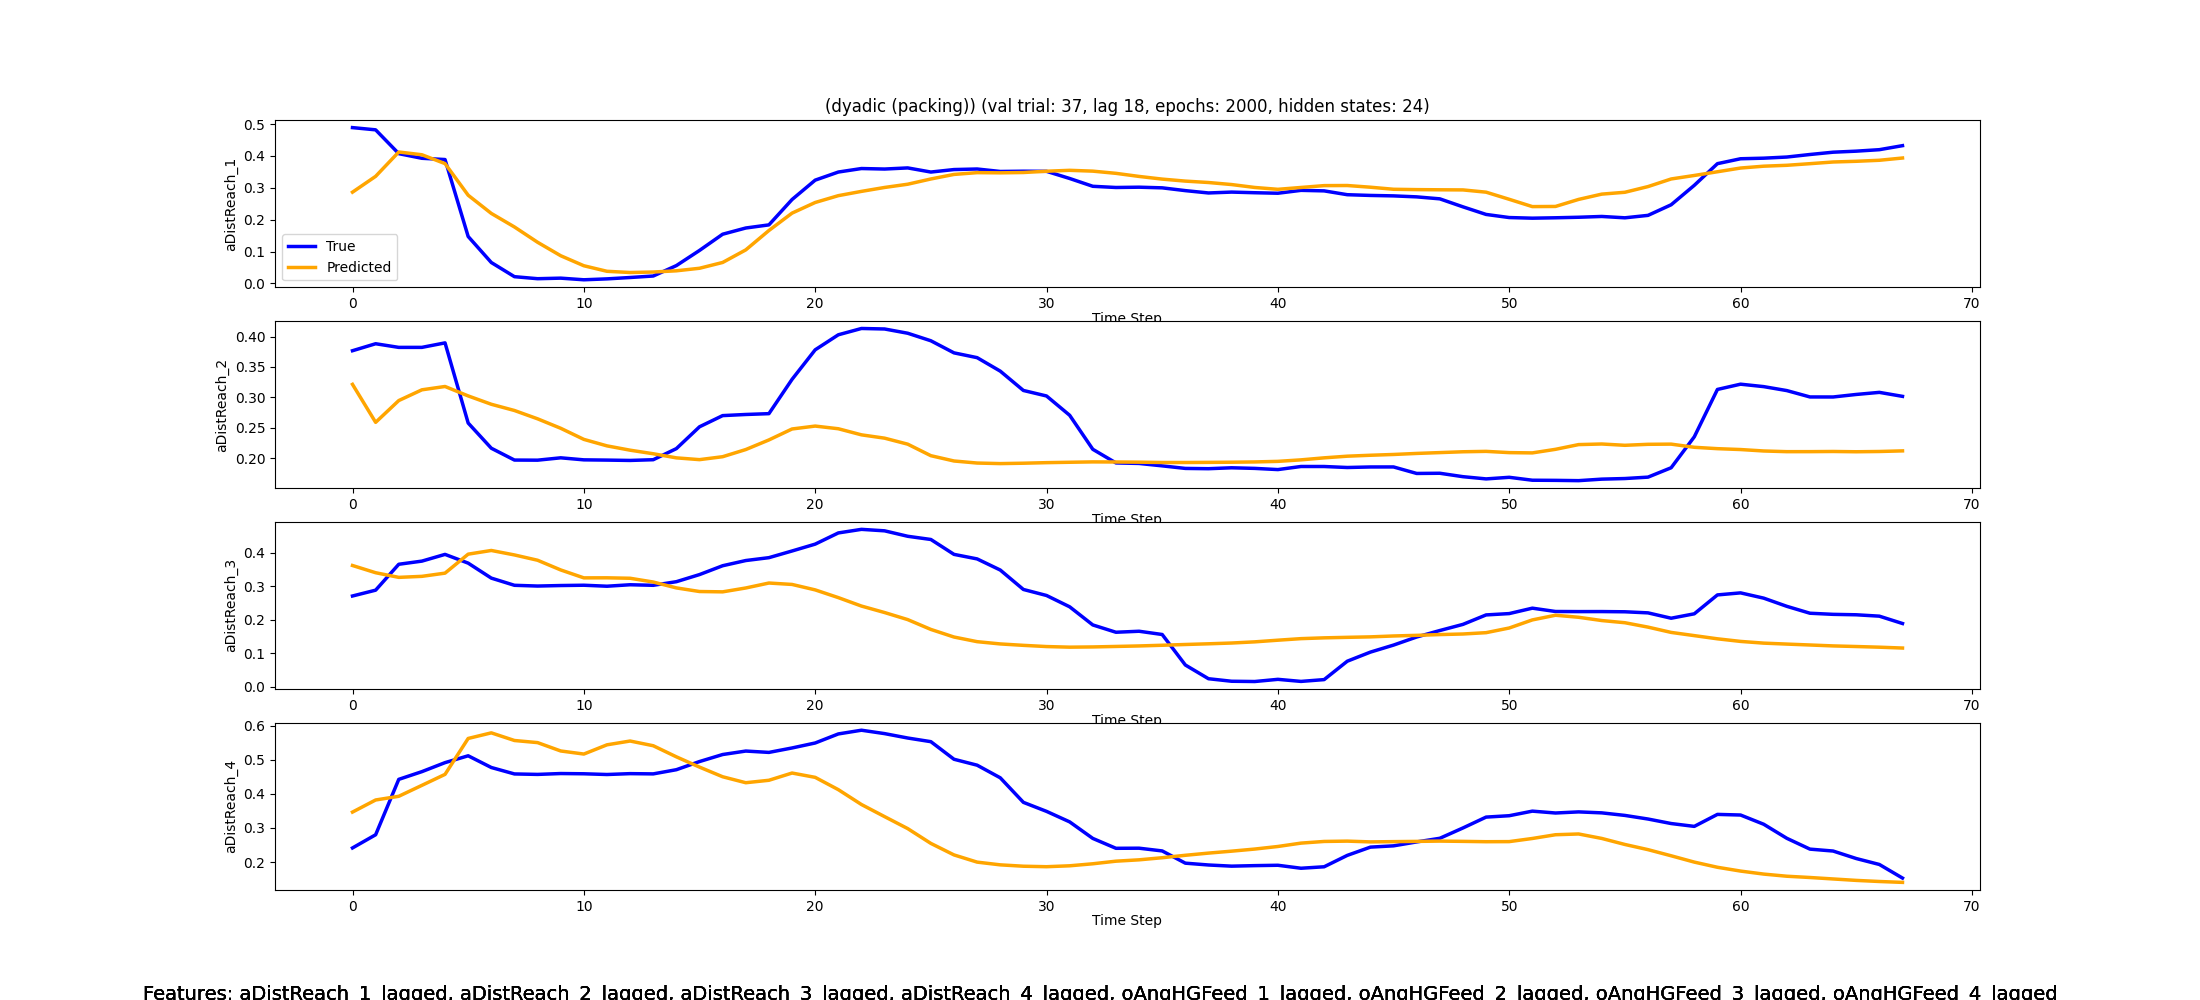 (dyadic (packing)) (val trial: 37, lag 18, epochs: 2000, hidden states: 24)
aDistReach_1
0.5
0.4
0.3
0.2
0.1
0.0
True
Predicted
0 10 20 30 40 50 60 70
Time Step
aDistReach_2
0.40
0.35
0.30
0.25
0.20
0 10 20 30 40 50 60 70
Time Step
aDistReach_3
0.4
0.3
0.2
0.1
0.0
0 10 20 30 40 50 60 70
Time Step
aDistReach_4
0.6
0.5
0.4
0.3
0.2
0 10 20 30 40 50 60 70
Time Step
Features: aDistReach_1_lagged, aDistReach_2_lagged, aDistReach_3_lagged, aDistReach_4_lagged, oAngHGFeed_1_lagged, oAngHGFeed_2_lagged, oAngHGFeed_3_lagged, oAngHGFeed_4_lagged